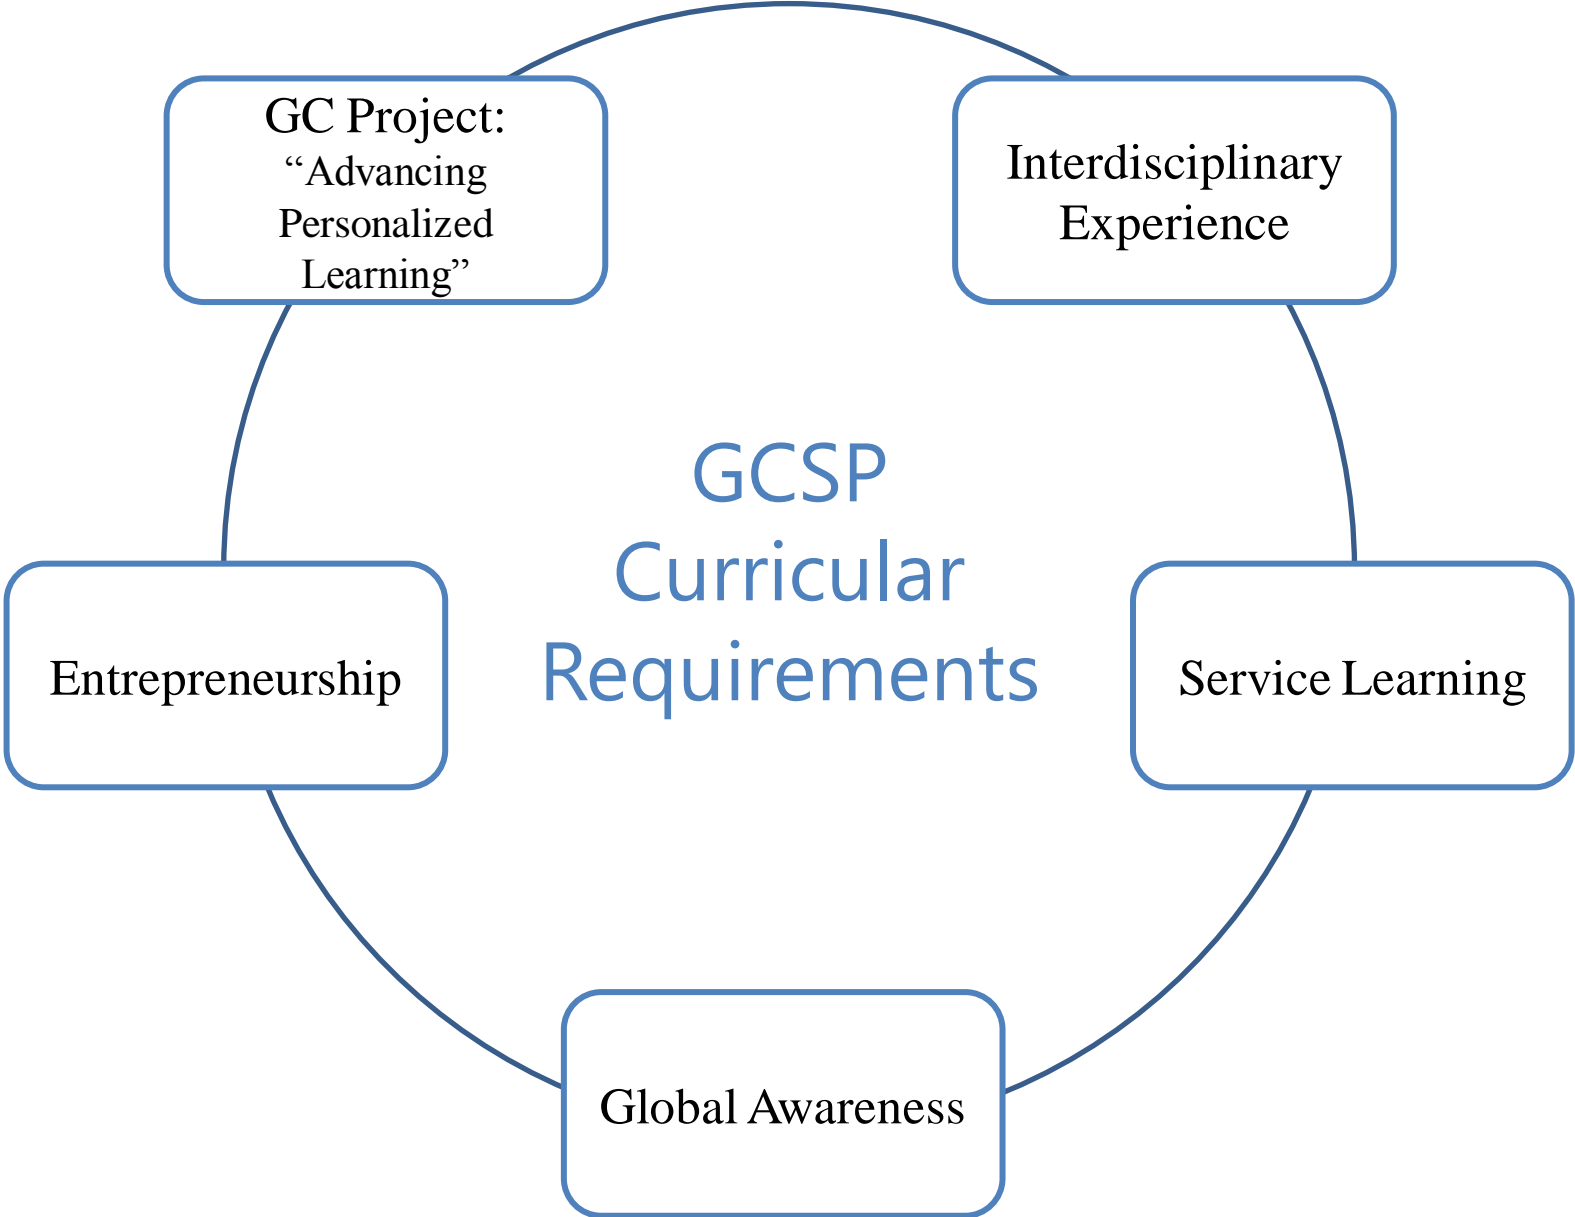 GC Project:
“Advancing
Personalized
Learning”
Interdisciplinary
Experience
GCSP
Curricular
Requirements
Entrepreneurship
Service Learning
Global Awareness